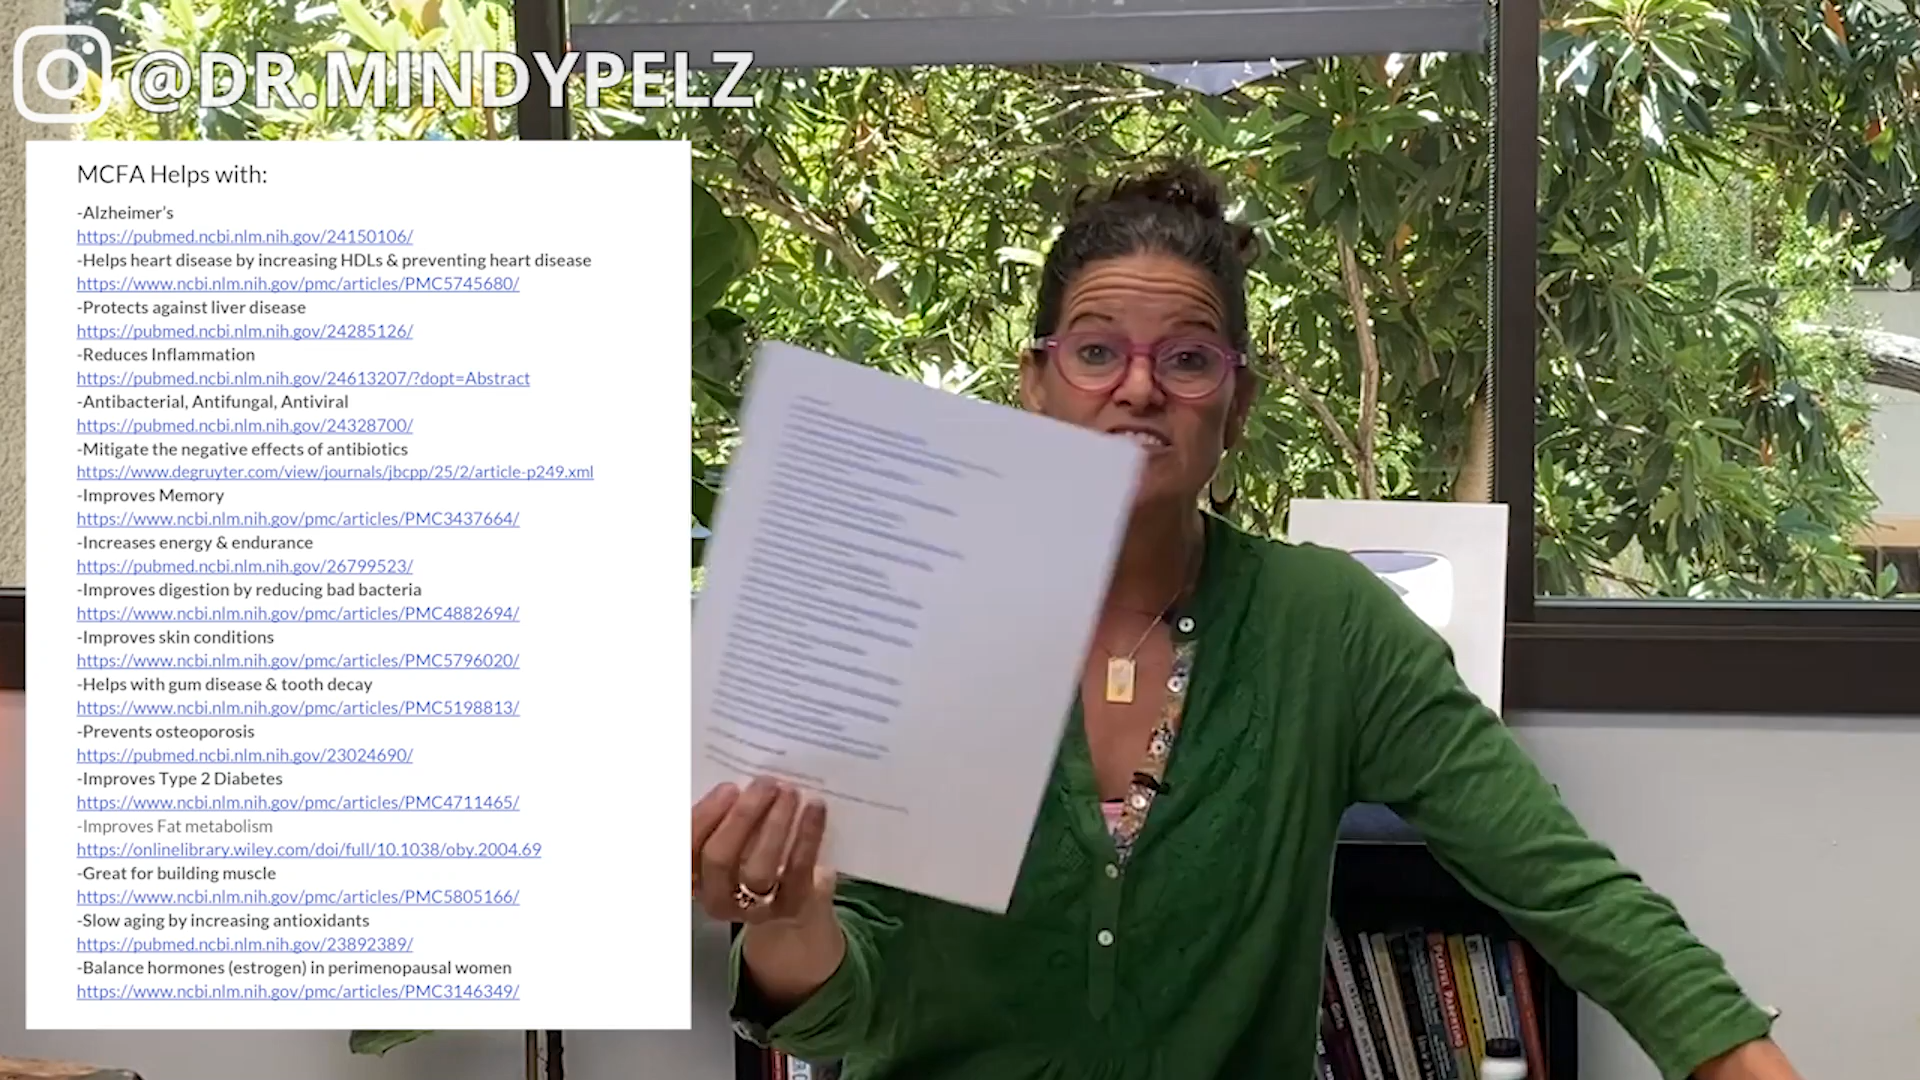 @DR.MINDYPELZ
MCFA Helps with:
-Alzheimer's
https://pubmed.ncbi.nlm.nih.gov/24150106/
-Helps heart disease by increasing HDLs & preventing heart disease
https://www.ncbi.nlm.nih.gov/pmc/articles/PMC5745680/
-Protects against liver disease
https://pubmed.ncbi.nlm.nih.gov/24285126/
-Reduces Inflammation
https://pubmed.ncbi.nlm.nih.gov/24613207/?dopt=Abstract
-Antibacterial, Antifungal, Antiviral
https://pubmed.ncbi.nlm.nih.gov/24328700/
-Mitigate the negative effects of antibiotics
https://www.degruyter.com/view/journals/jbcpp/25/2/article-p249.xml
-Improves Memory
https://www.ncbi.nlm.nih.gov/pmc/articles/PMC3437664/
-Increases energy & endurance
https://pubmed.ncbi.nlm.nih.gov/26799523/
-Improves digestion by reducing bad bacteria
https://www.ncbi.nlm.nih.gov/pmc/articles/PMC4882694/
-Improves skin conditions
https://www.ncbi.nlm.nih.gov/pmc/articles/PMC5796020/
-Helps with gum disease & tooth decay
https://www.ncbi.nlm.nih.gov/pmc/articles/PMC5198813/
-Prevents osteoporosis
https://pubmed.ncbi.nlm.nih.gov/23024690/
-Improves Type 2 Diabetes
https://www.ncbi.nlm.nih.gov/pmc/articles/PMC4711465/
-Improves Fat metabolism
https://onlinelibrary.wiley.com/doi/full/10.1038/oby.2004.69
-Great for building muscle
https://www.ncbi.nlm.nih.gov/pmc/articles/PMC5805166/
-Slow aging by increasing antioxidants
https://pubmed.ncbi.nlm.nih.gov/23892389/
-Balance hormones (estrogen) in perimenopausal women
https://www.ncbi.nlm.nih.gov/pmc/articles/PMC3146349/